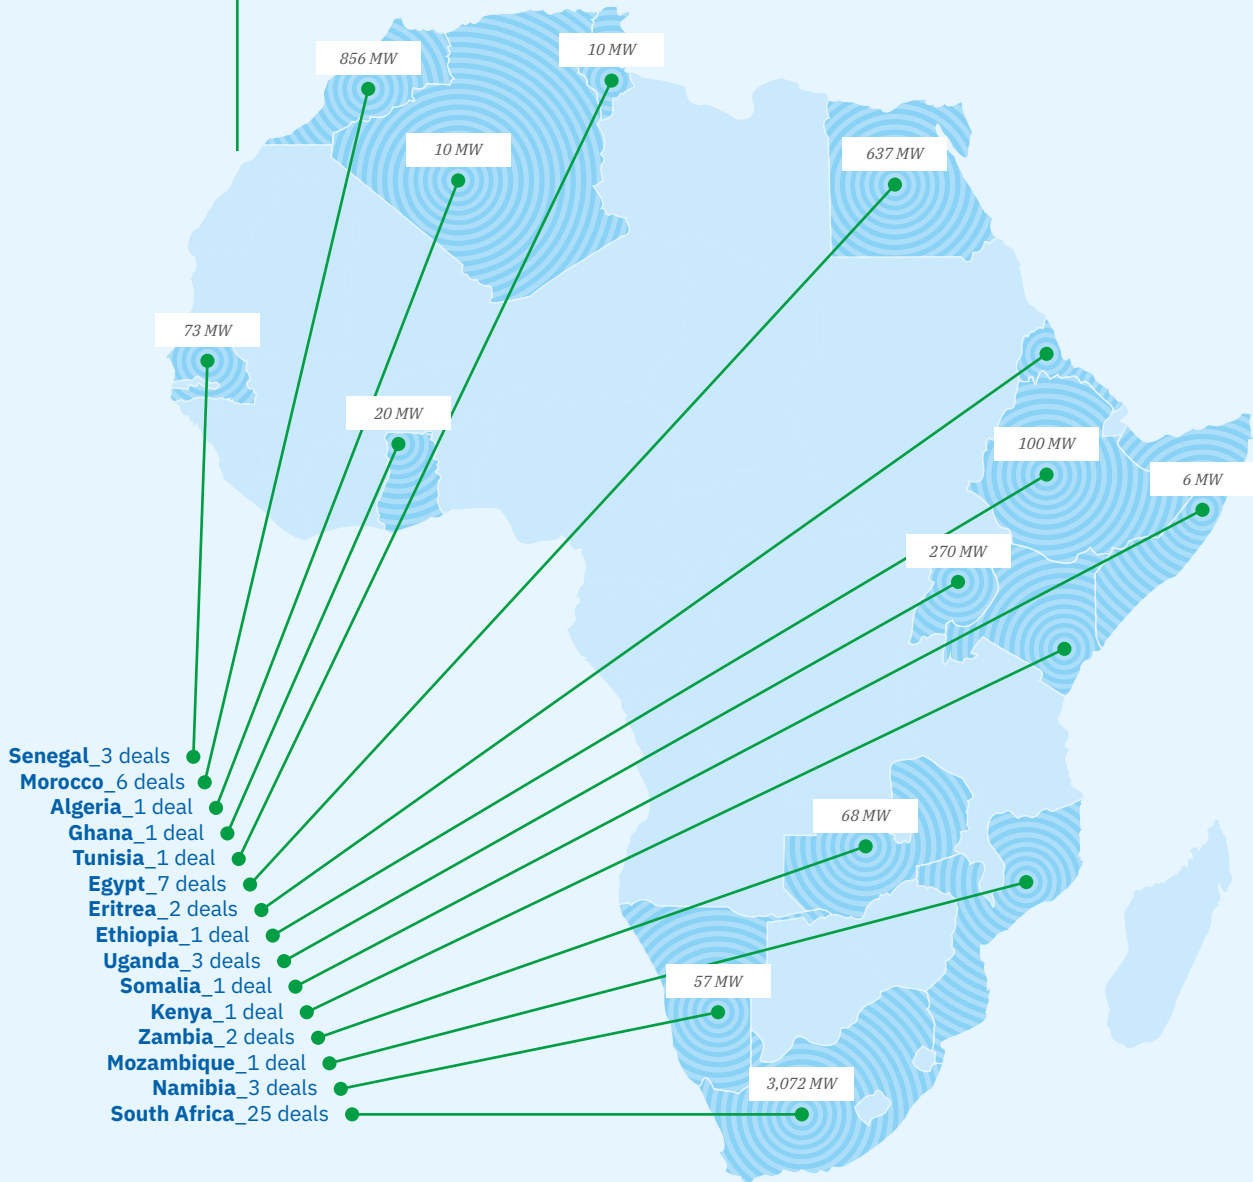 856 MW
10 MW
10 MW
637 MW
73 MW
20 MW
100 MW
6 MW
270 MW
68 MW
57 MW
3,072 MW
Senegal_3 deals
Morocco_6 deals
Algeria_1 deal
Ghana_1 deal
Tunisia_1 deal
Egypt_7 deals
Eritrea_2 deals
Ethiopia_1 deal
Uganda_3 deals
Somalia_1 deal
Kenya_1 deal
Zambia_2 deals
Mozambique_1 deal
Namibia_3 deals
South Africa_25 deals